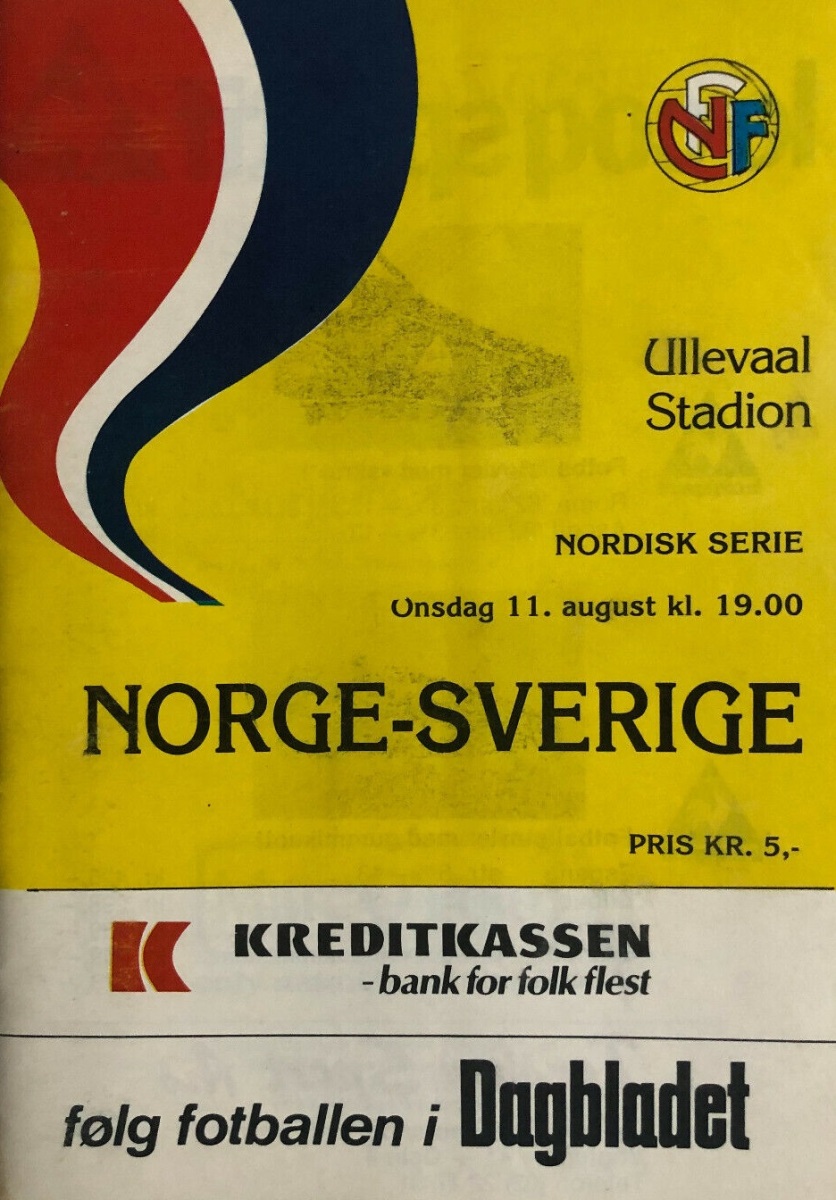 NFF
Ullevaal
Stadion
NORDISK SERIE
Onsdag 11. august kl. 19.00
NORGE-SVERIGE
PRIS KR. 5,-
KREDITKASSEN
-bank for folk flest
følg fotballen i Dagbladet